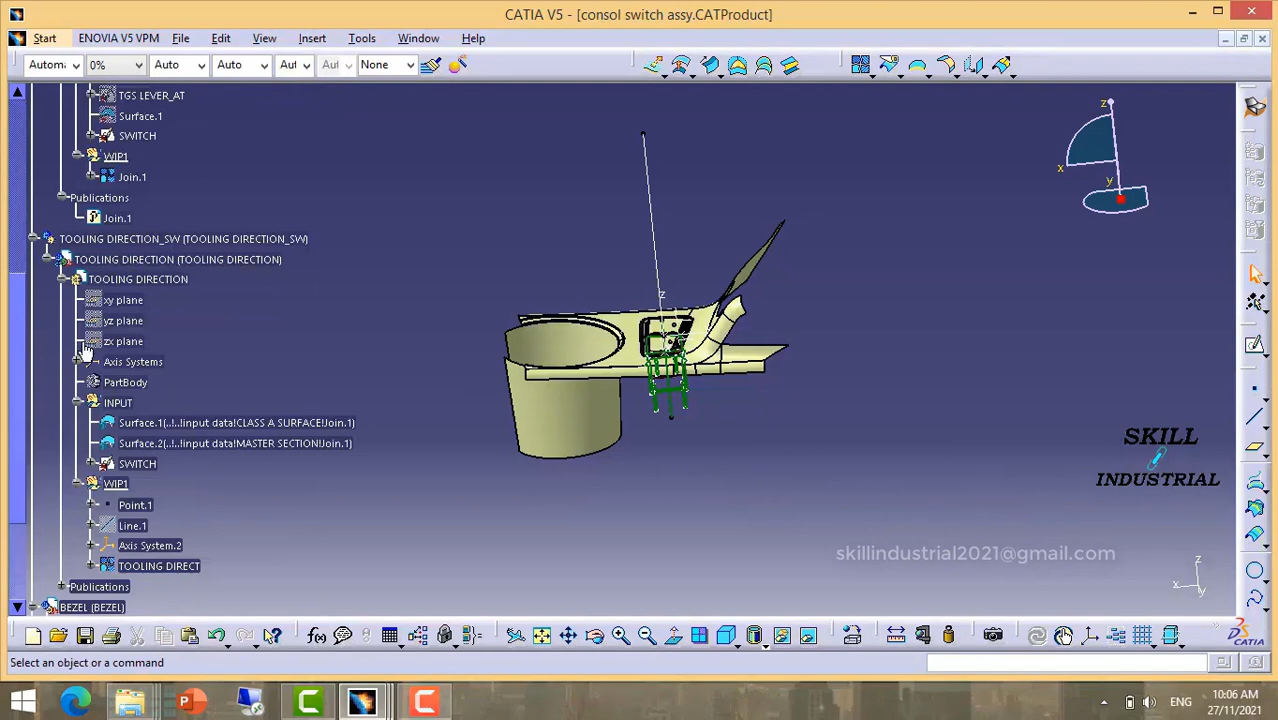 CATIA V5 - [consol switch assy.CATProduct]
Start ENOVIA V5 VPM File Edit View Insert Tools Window Help
Automa 0% Auto Auto Aut Aut None
TGS LEVER_AT
Surface.1
SWITCH
WIP1
Join.1
Publications
Join.1
TOOLING DIRECTION_SW (TOOLING DIRECTION_SW)
TOOLING DIRECTION (TOOLING DIRECTION)
TOOLING DIRECTION
xy plane
yz plane
zx plane
Axis Systems
PartBody
INPUT
Surface.1(..!..!input data!CLASS A SURFACE!Join.1)
Surface.2(..!..!input data!MASTER SECTION!Join.1)
SWITCH
WIP1
Point.1
Line.1
Axis System.2
TOOLING DIRECT
Publications
BEZEL (BEZEL)
z
z
x
y
SKILL
INDUSTRIAL
skillindustrial2021@gmail.com
z
x
y
f(x)
CATIA
Select an object or a command
10:06 AM
ENG
27/11/2021